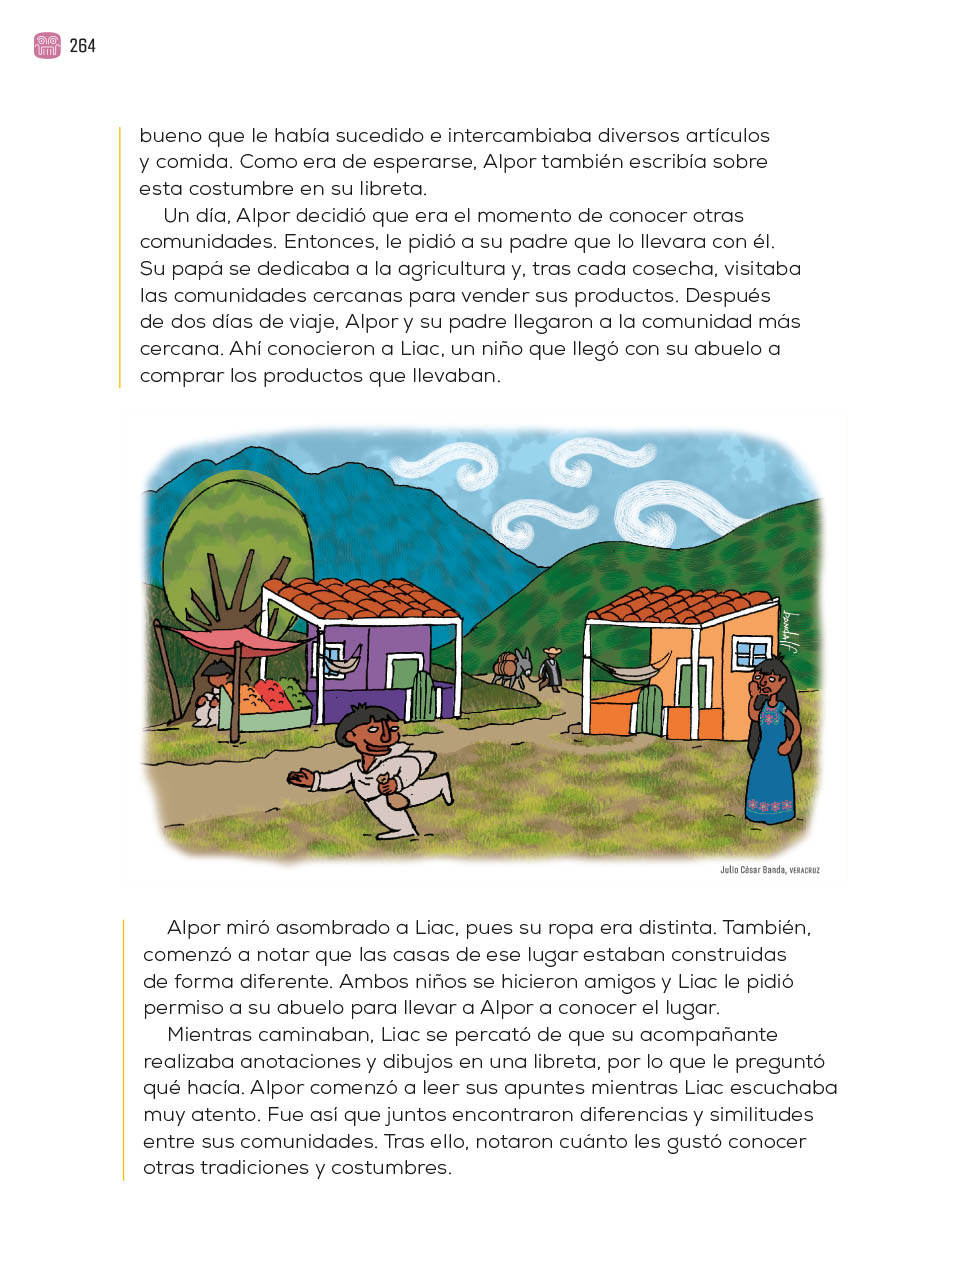 264
bueno que le había sucedido e intercambiaba diversos artículos
y comida. Como era de esperarse, Alpor también escribía sobre
esta costumbre en su libreta.
Un día, Alpor decidió que era el momento de conocer otras
comunidades. Entonces, le pidió a su padre que lo llevara con él.
Su papá se dedicaba a la agricultura y, tras cada cosecha, visitaba
las comunidades cercanas para vender sus productos. Después
de dos días de viaje, Alpor y su padre llegaron a la comunidad más
cercana. Ahí conocieron a Liac, un niño que llegó con su abuelo a
comprar los productos que llevaban.
Julio César Banda, VERACRUZ
Alpor miró asombrado a Liac, pues su ropa era distinta. También,
comenzó a notar que las casas de ese lugar estaban construidas
de forma diferente. Ambos niños se hicieron amigos y Liac le pidió
permiso a su abuelo para llevar a Alpor a conocer el lugar.
Mientras caminaban, Liac se percató de que su acompañante
realizaba anotaciones y dibujos en una libreta, por lo que le preguntó
qué hacía. Alpor comenzó a leer sus apuntes mientras Liac escuchaba
muy atento. Fue así que juntos encontraron diferencias y similitudes
entre sus comunidades. Tras ello, notaron cuánto les gustó conocer
otras tradiciones y costumbres.